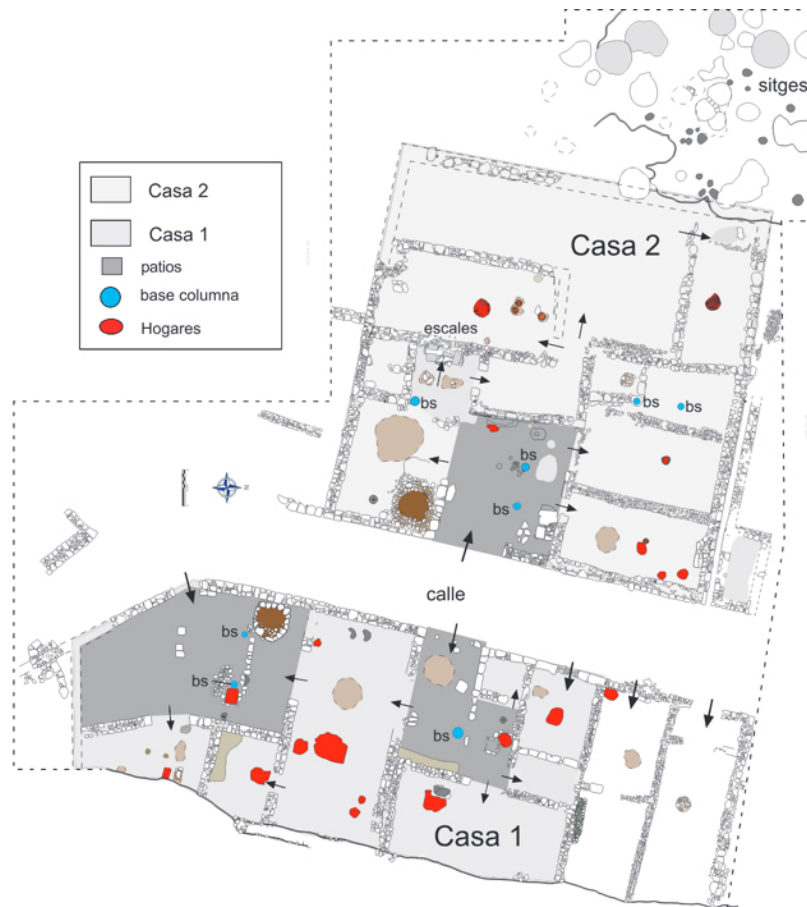 sitges
Casa 2
Casa 1
patios
base columna
Hogares
Casa 2
escales
bs
bs
bs
bs
bs
calle
bs
bs
bs
Casa 1